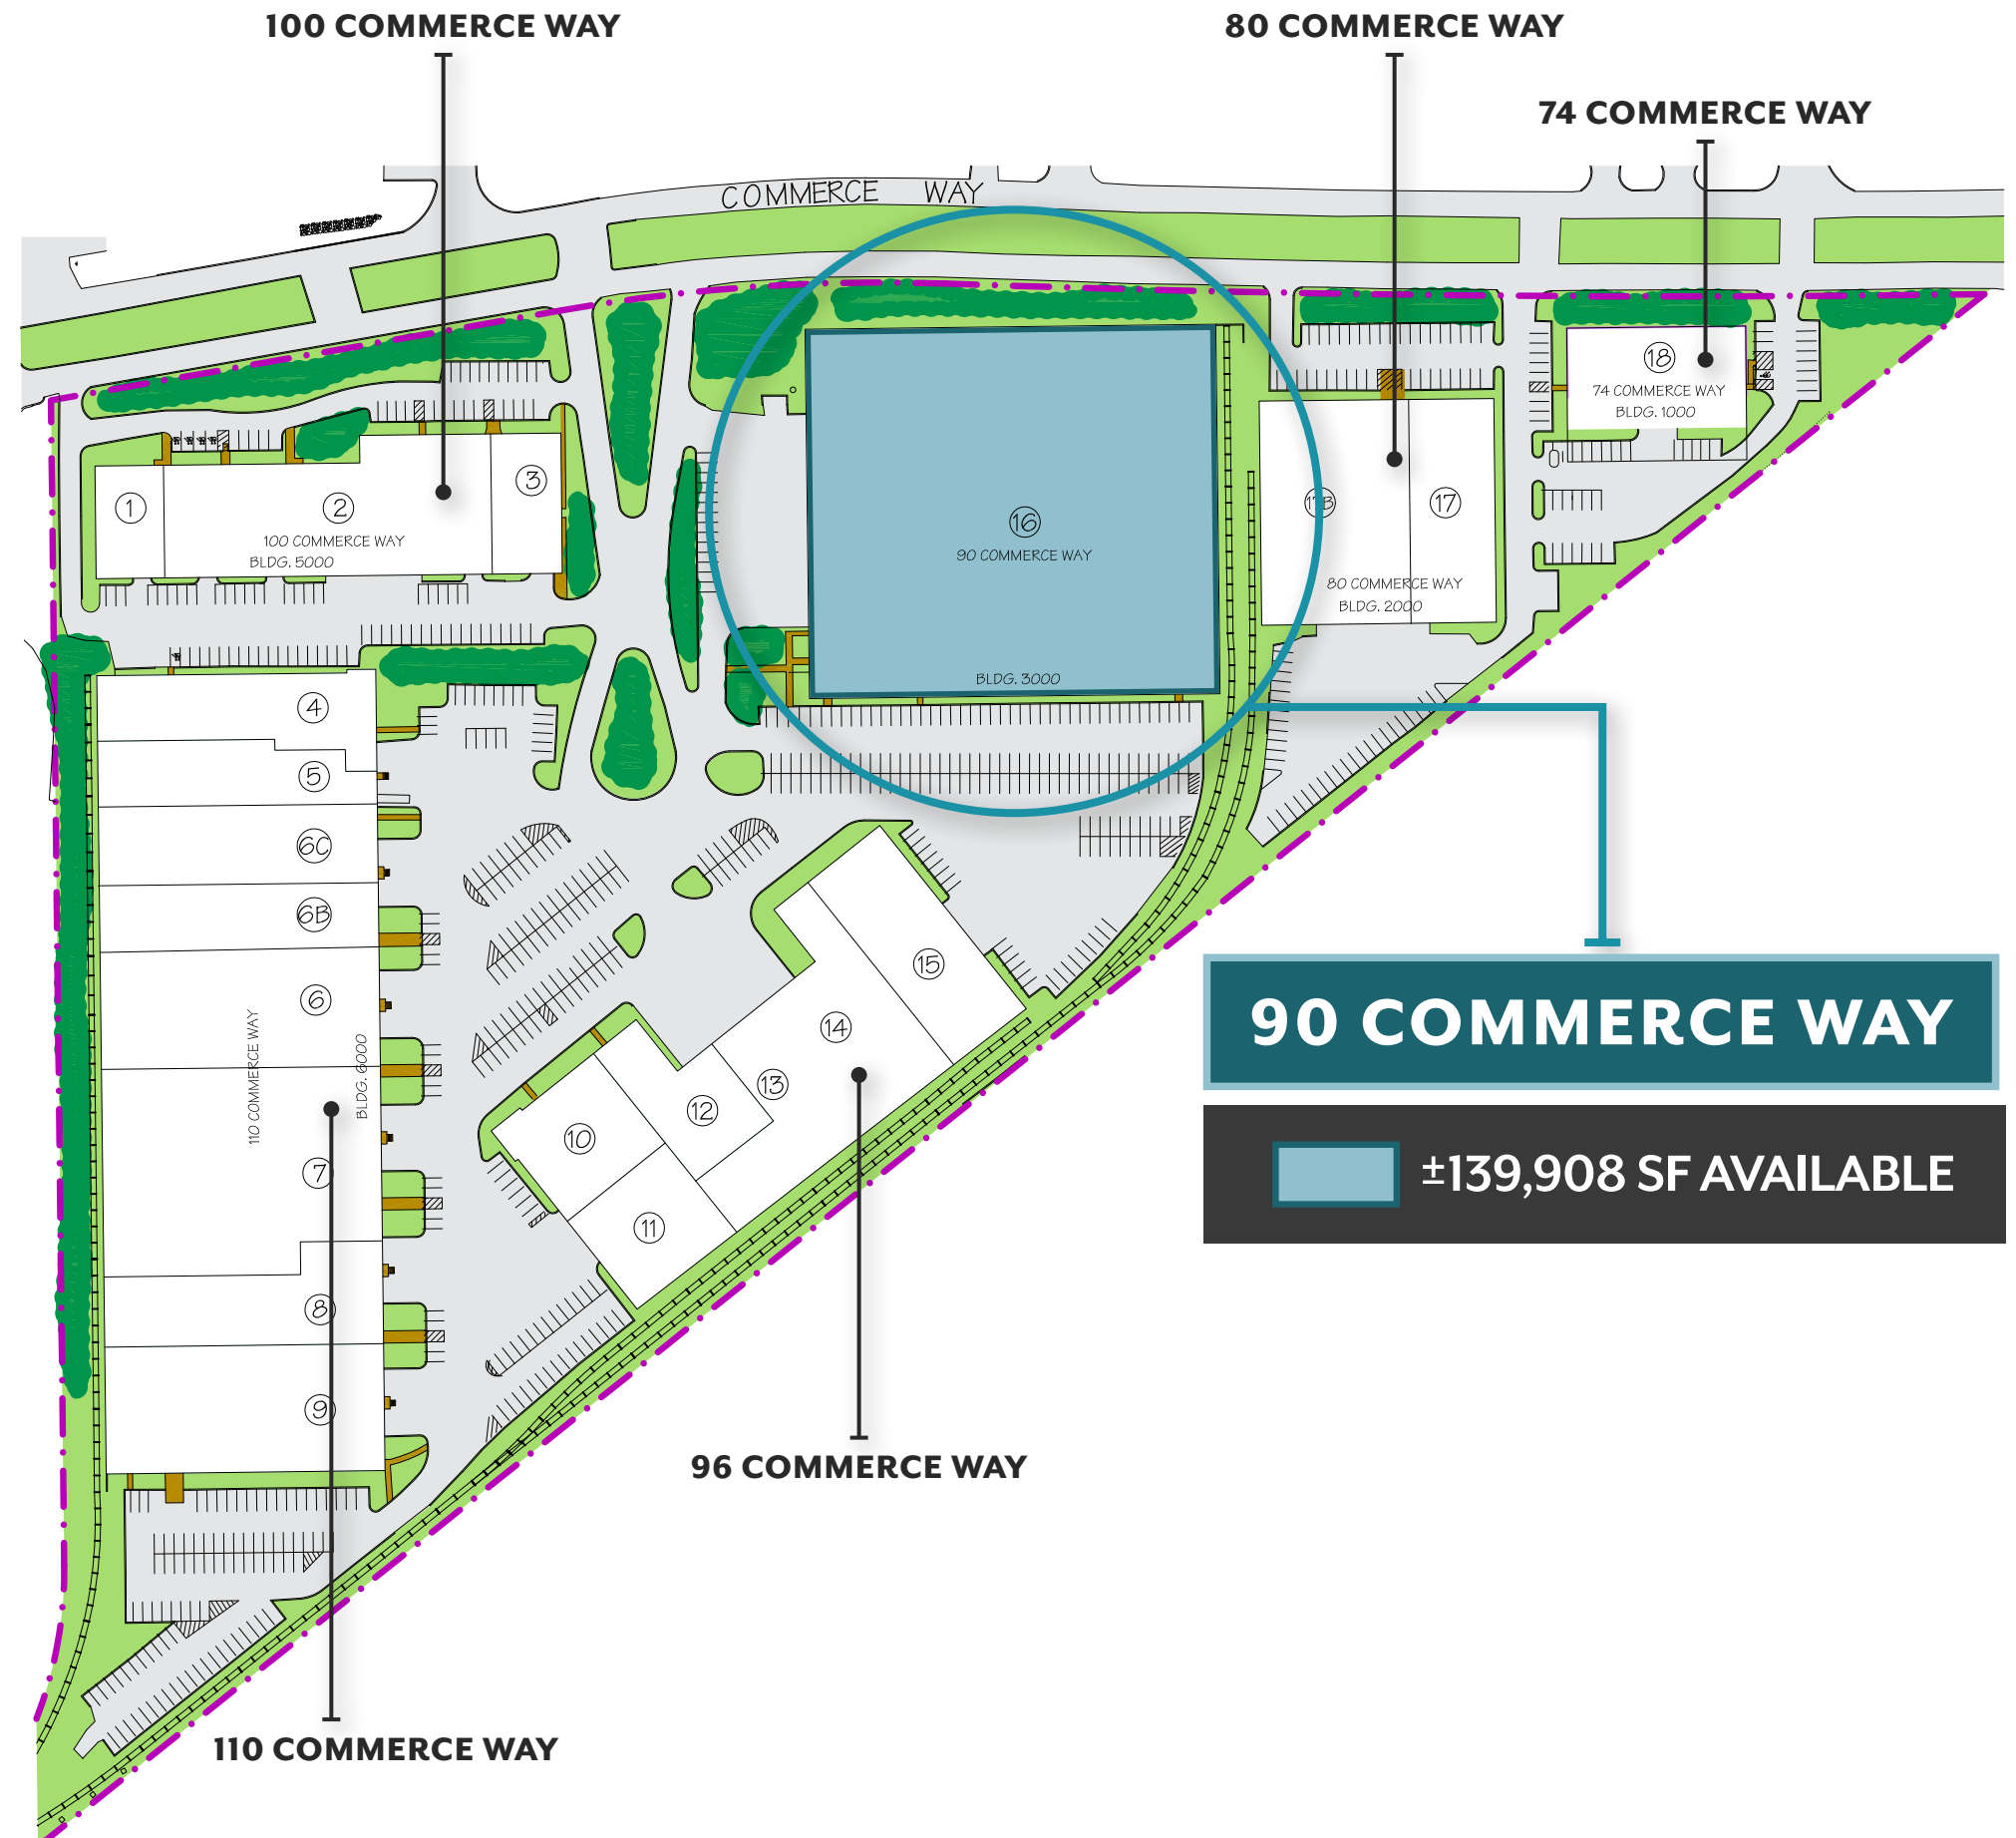 100 COMMERCE WAY
80 COMMERCE WAY
74 COMMERCE WAY
COMMERCE WAY
18
74 COMMERCE WAY
BLDG. 1000
1
2
3
100 COMMERCE WAY
BLDG. 5000
16
90 COMMERCE WAY
BLDG. 3000
17B
17
80 COMMERCE WAY
BLDG. 2000
4
5
6C
6B
6
7
8
9
110 COMMERCE WAY
BLDG. 6000
15
14
13
12
10
11
90 COMMERCE WAY
±139,908 SF AVAILABLE
96 COMMERCE WAY
110 COMMERCE WAY